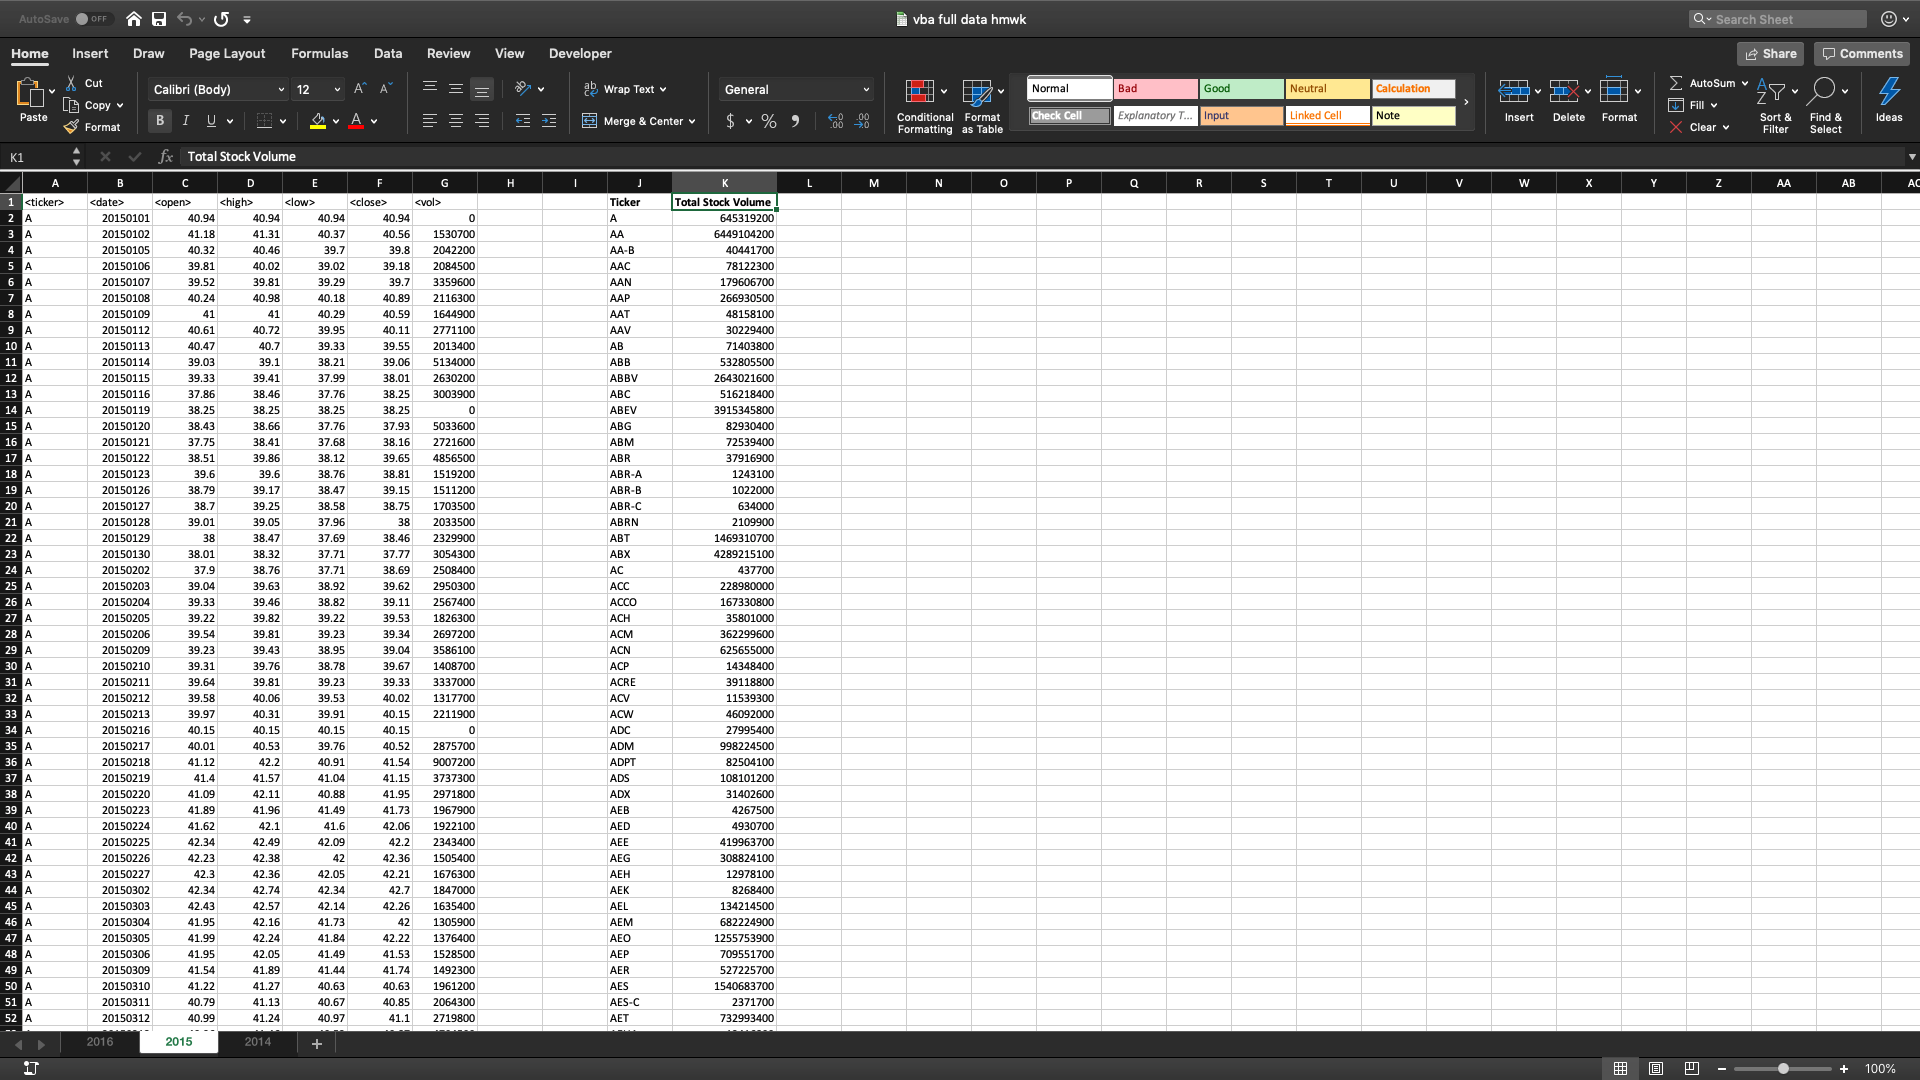 AutoSave OFF vba full data hmwk Search Sheet
Home Insert Draw Page Layout Formulas Data Review View Developer Share Comments
Paste Cut Copy Format
Calibri (Body) 12 A A
B I U A
ab Wrap Text
Merge & Center
General
$ %
Conditional Formatting
Format as Table
Normal Bad Good Neutral Calculation
Check Cell Explanatory T... Input Linked Cell Note
Insert Delete Format
AutoSum
Fill
Clear
Sort & Filter
Find & Select
Ideas
K1 fx Total Stock Volume
A B C D E F G H I J K L M N O P Q R S T U V W X Y Z AA AB AC
1 <ticker> <date> <open> <high> <low> <close> <vol> Ticker Total Stock Volume
2 A 20150101 40.94 40.94 40.94 40.94 0 A 645319200
3 A 20150102 41.18 41.31 40.37 40.56 1530700 AA 6449104200
4 A 20150105 40.32 40.46 39.7 39.8 2042200 AA-B 40441700
5 A 20150106 39.81 40.02 39.02 39.18 2084500 AAC 78122300
6 A 20150107 39.52 39.81 39.29 39.7 3359600 AAN 179606700
7 A 20150108 40.24 40.98 40.18 40.89 2116300 AAP 266930500
8 A 20150109 41 41 40.29 40.59 1644900 AAT 48158100
9 A 20150112 40.61 40.72 39.95 40.11 2771100 AAV 30229400
10 A 20150113 40.47 40.7 39.33 39.55 2013400 AB 71403800
11 A 20150114 39.03 39.1 38.21 39.06 5134000 ABB 532805500
12 A 20150115 39.33 39.41 37.99 38.01 2630200 ABBV 2643021600
13 A 20150116 37.86 38.46 37.76 38.25 3003900 ABC 516218400
14 A 20150119 38.25 38.25 38.25 38.25 0 ABEV 3915345800
15 A 20150120 38.43 38.66 37.76 37.93 5033600 ABG 82930400
16 A 20150121 37.75 38.41 37.68 38.16 2721600 ABM 72539400
17 A 20150122 38.51 39.86 38.12 39.65 4856500 ABR 37916900
18 A 20150123 39.6 39.6 38.76 38.81 1519200 ABR-A 1243100
19 A 20150126 38.79 39.17 38.47 39.15 1511200 ABR-B 1022000
20 A 20150127 38.7 39.25 38.58 38.75 1703500 ABR-C 634000
21 A 20150128 39.01 39.05 37.96 38 2033500 ABRN 2109900
22 A 20150129 38 38.47 37.69 38.46 2329900 ABT 1469310700
23 A 20150130 38.01 38.32 37.71 37.77 3054300 ABX 4289215100
24 A 20150202 37.9 38.76 37.71 38.69 2508400 AC 437700
25 A 20150203 39.04 39.63 38.92 39.62 2950300 ACC 228980000
26 A 20150204 39.33 39.46 38.82 39.11 2567400 ACCO 167330800
27 A 20150205 39.22 39.82 39.22 39.53 1826300 ACH 35801000
28 A 20150206 39.54 39.81 39.23 39.34 2697200 ACM 362299600
29 A 20150209 39.23 39.43 38.95 39.04 3586100 ACN 625655000
30 A 20150210 39.31 39.76 38.78 39.67 1408700 ACP 14348400
31 A 20150211 39.64 39.81 39.23 39.33 3337000 ACRE 39118800
32 A 20150212 39.58 40.06 39.53 40.02 1317700 ACV 11539300
33 A 20150213 39.97 40.31 39.91 40.15 2211900 ACW 46092000
34 A 20150216 40.15 40.15 40.15 40.15 0 ADC 27995400
35 A 20150217 40.01 40.53 39.76 40.52 2875700 ADM 998224500
36 A 20150218 41.12 42.2 40.91 41.54 9007200 ADPT 82504100
37 A 20150219 41.4 41.57 41.04 41.15 3737300 ADS 108101200
38 A 20150220 41.09 42.11 40.88 41.95 2971800 ADX 31402600
39 A 20150223 41.89 41.96 41.49 41.73 1967900 AEB 4267500
40 A 20150224 41.62 42.1 41.6 42.06 1922100 AED 4930700
41 A 20150225 42.34 42.49 42.09 42.2 2343400 AEE 419963700
42 A 20150226 42.23 42.38 42 42.36 1505400 AEG 308824100
43 A 20150227 42.3 42.36 42.05 42.21 1676300 AEH 12978100
44 A 20150302 42.34 42.74 42.34 42.7 1847000 AEK 8268400
45 A 20150303 42.43 42.57 42.14 42.26 1635400 AEL 134214500
46 A 20150304 41.95 42.16 41.73 42 1305900 AEM 682224900
47 A 20150305 41.99 42.24 41.84 42.22 1376400 AEO 1255753900
48 A 20150306 41.95 42.05 41.49 41.53 1528500 AEP 709551700
49 A 20150309 41.54 41.89 41.44 41.74 1492300 AER 527225700
50 A 20150310 41.22 41.27 40.63 40.63 1961200 AES 1540683700
51 A 20150311 40.79 41.13 40.67 40.85 2064300 AES-C 2371700
52 A 20150312 40.99 41.24 40.97 41.1 2719800 AET 732993400
2016 2015 2014 +
100%